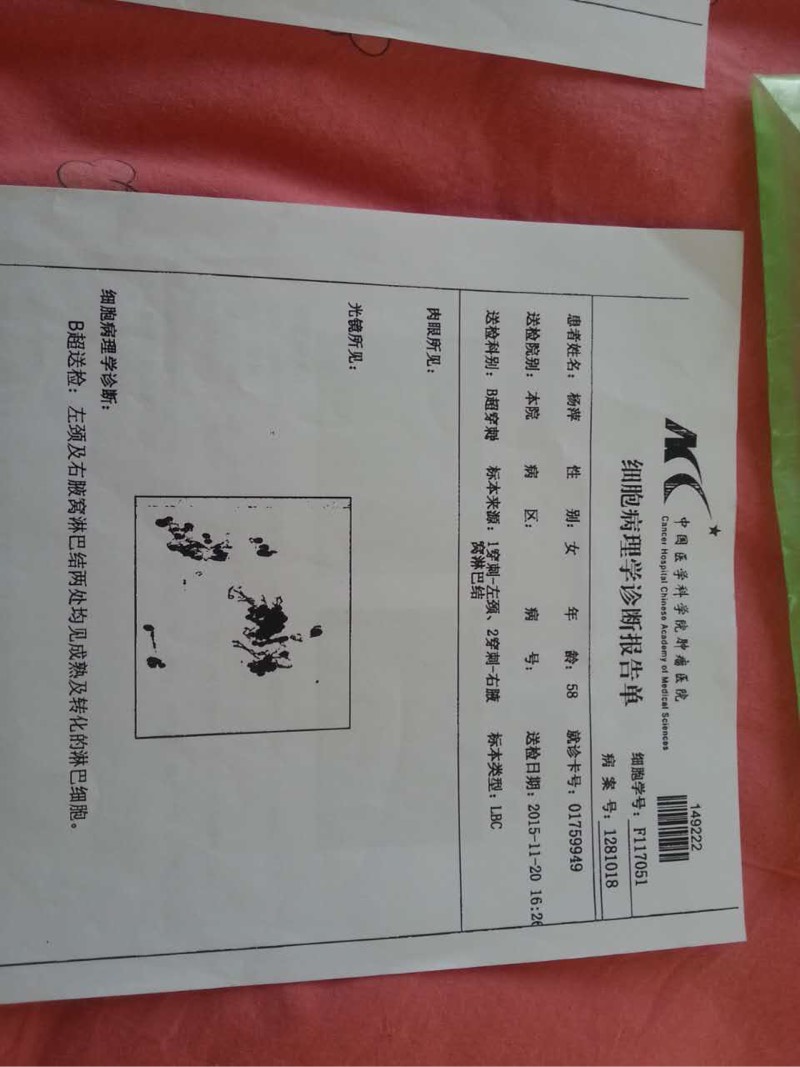 149222
中国医学科学院肿瘤医院
Cancer Hospital Chinese Academy of Medical Sciences
细胞病理学诊断报告单
细胞学号：F117051
病案号：1281018
患者姓名：杨萍 性别：女 年龄：58 就诊卡号：01759949
送检院别：本院 病区： 病号： 送检日期：2015-11-20 16:26
送检科别：B超穿刺 标本来源：1穿刺-左颈、2穿刺-右腋窝淋巴结 标本类型：LBC
肉眼所见：
光镜所见：
细胞病理学诊断：
B超送检：左颈及右腋窝淋巴结两处均见成熟及转化的淋巴细胞。